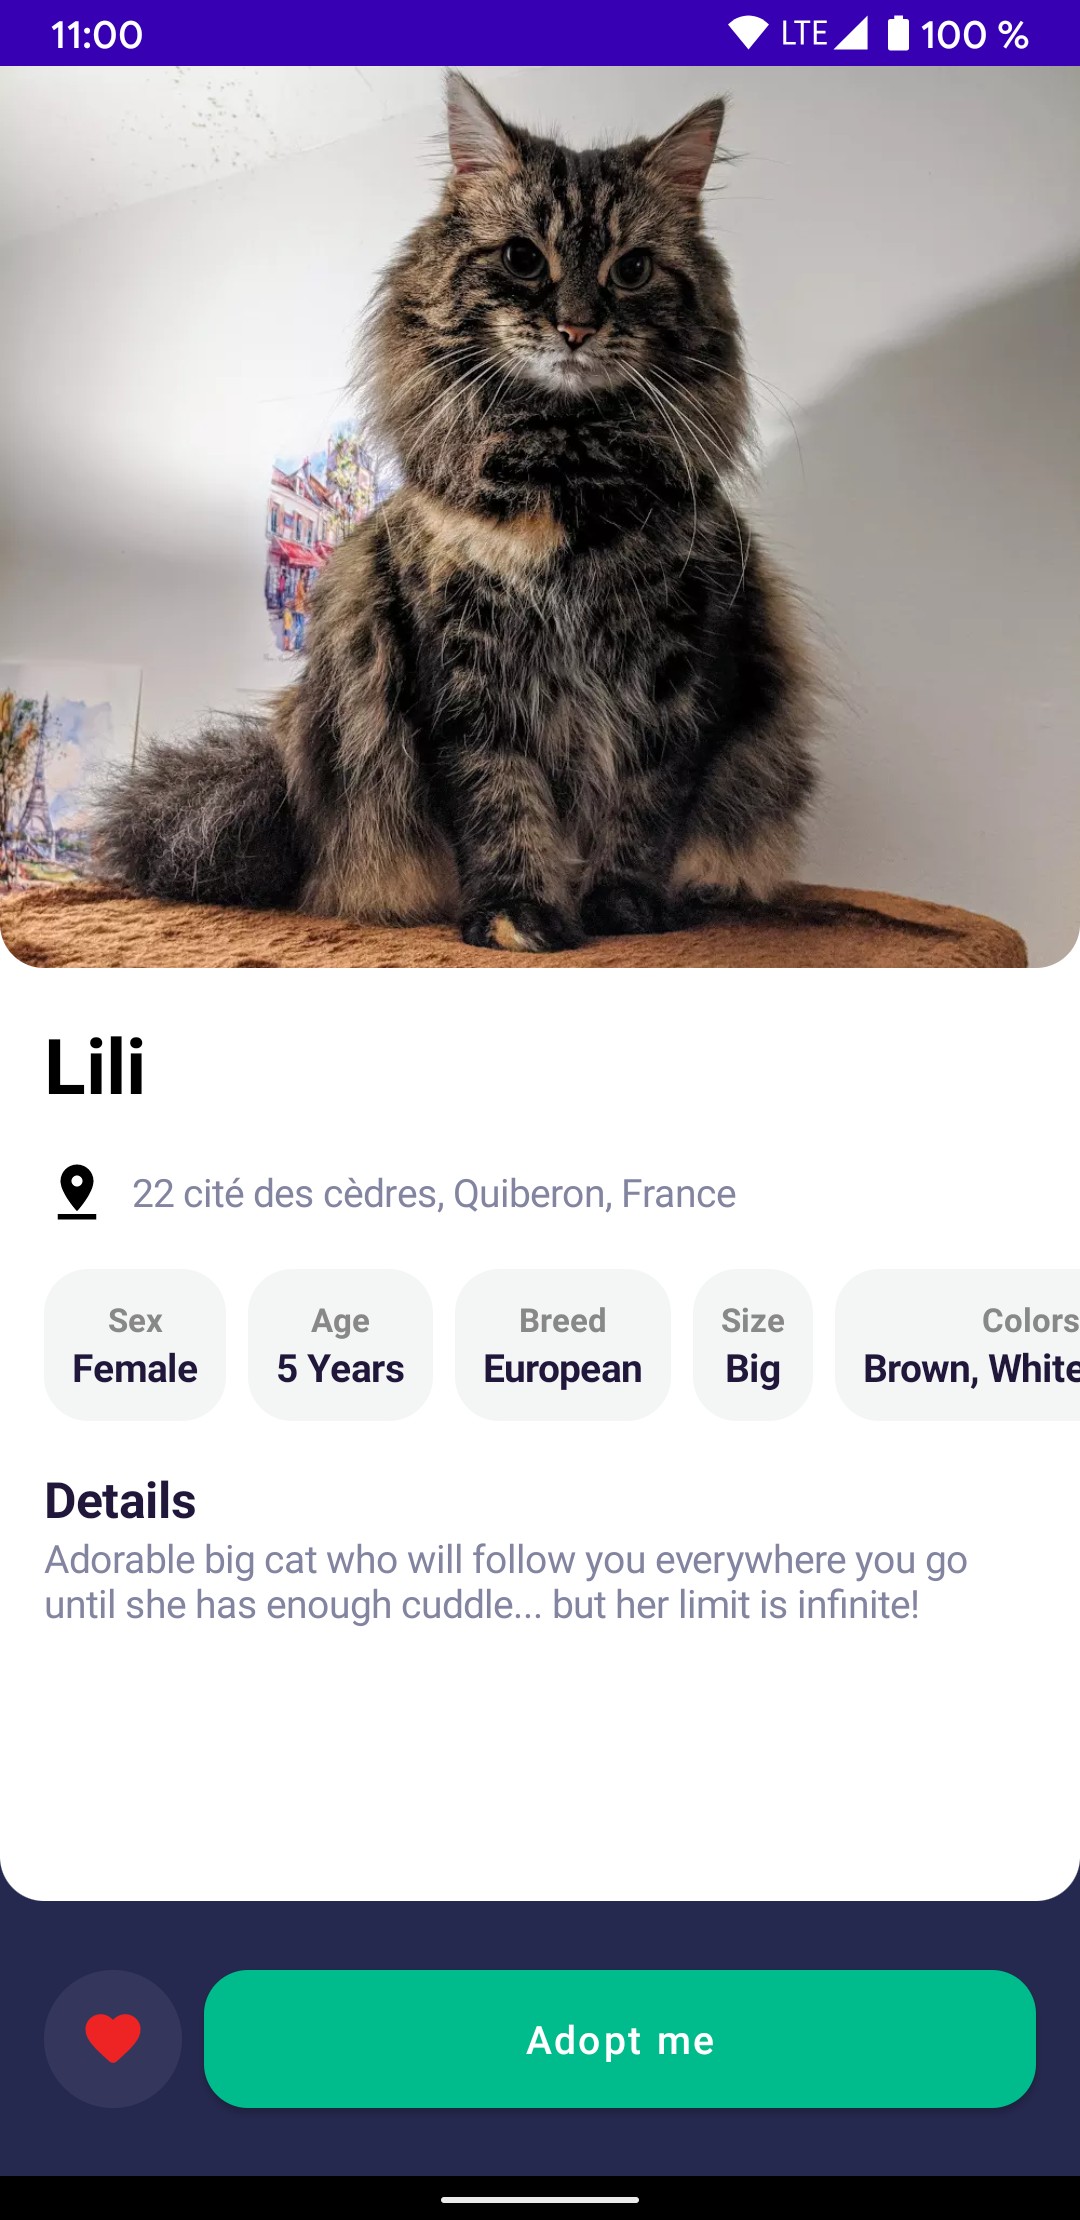 11:00 LTE 100 %
Lili
22 cité des cèdres, Quiberon, France
Sex Age Breed Size Colors
Female 5 Years European Big Brown, White
Details
Adorable big cat who will follow you everywhere you go
until she has enough cuddle... but her limit is infinite!
Adopt me